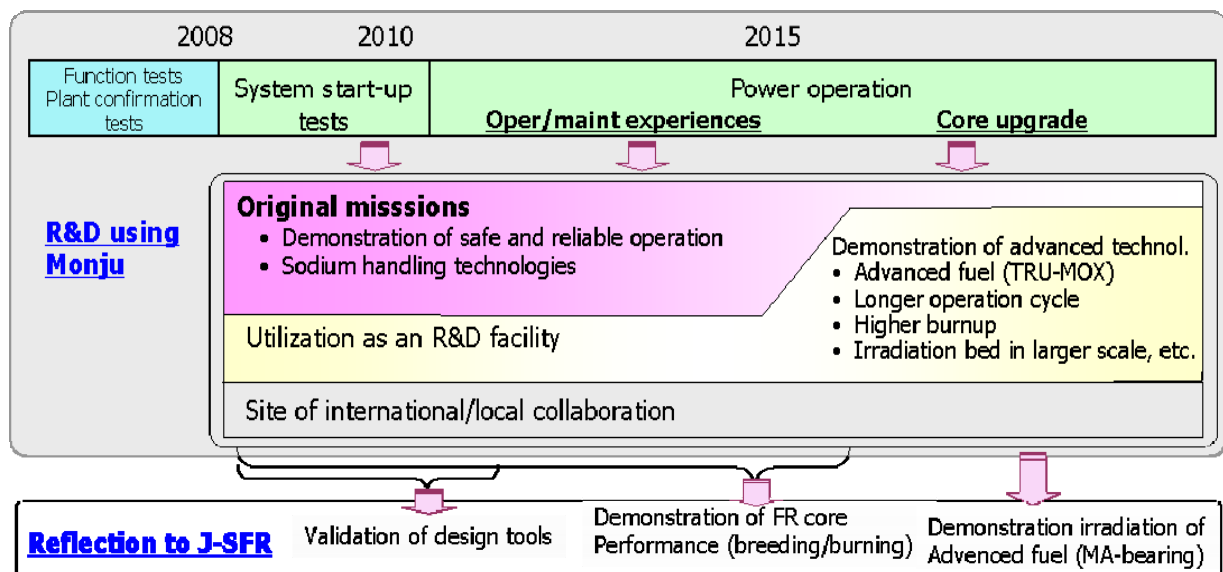 2008 2010 2015
Function tests
Plant confirmation
tests
System start-up
tests
Power operation
Oper/maint experiences Core upgrade
R&D using
Monju
Original misssions
• Demonstration of safe and reliable operation
• Sodium handling technologies
Demonstration of advanced technol.
• Advanced fuel (TRU-MOX)
• Longer operation cycle
• Higher burnup
• Irradiation bed in larger scale, etc.
Utilization as an R&D facility
Site of international/local collaboration
Reflection to J-SFR
Validation of design tools
Demonstration of FR core
Performance (breeding/burning)
Demonstration irradiation of
Advanced fuel (MA-bearing)